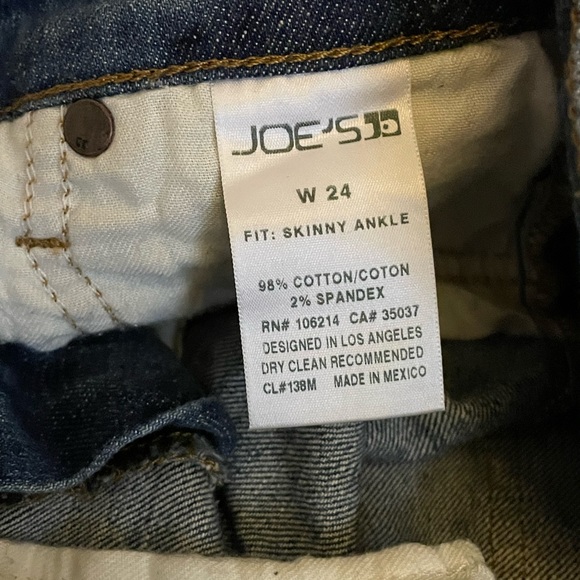 JOE'S JD
W 24
FIT: SKINNY ANKLE
98% COTTON/COTON
2% SPANDEX
RN# 106214 CA# 35037
DESIGNED IN LOS ANGELES
DRY CLEAN RECOMMENDED
CL#138M MADE IN MEXICO